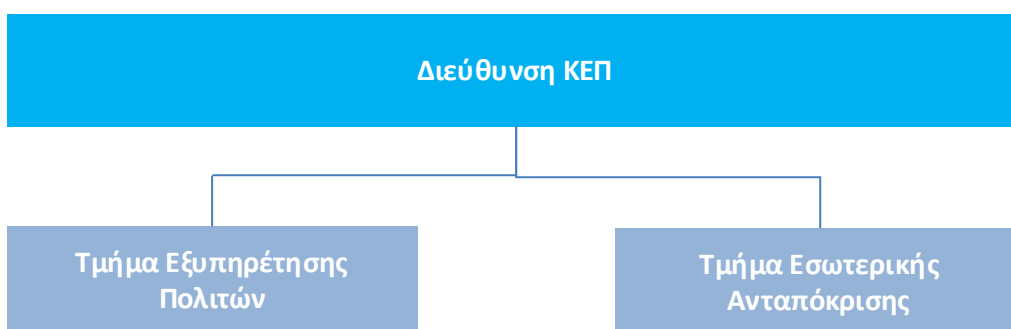 Διεύθυνση ΚΕΠ
Τμήμα Εξυπηρέτησης
Πολιτών
Τμήμα Εσωτερικής
Ανταπόκρισης